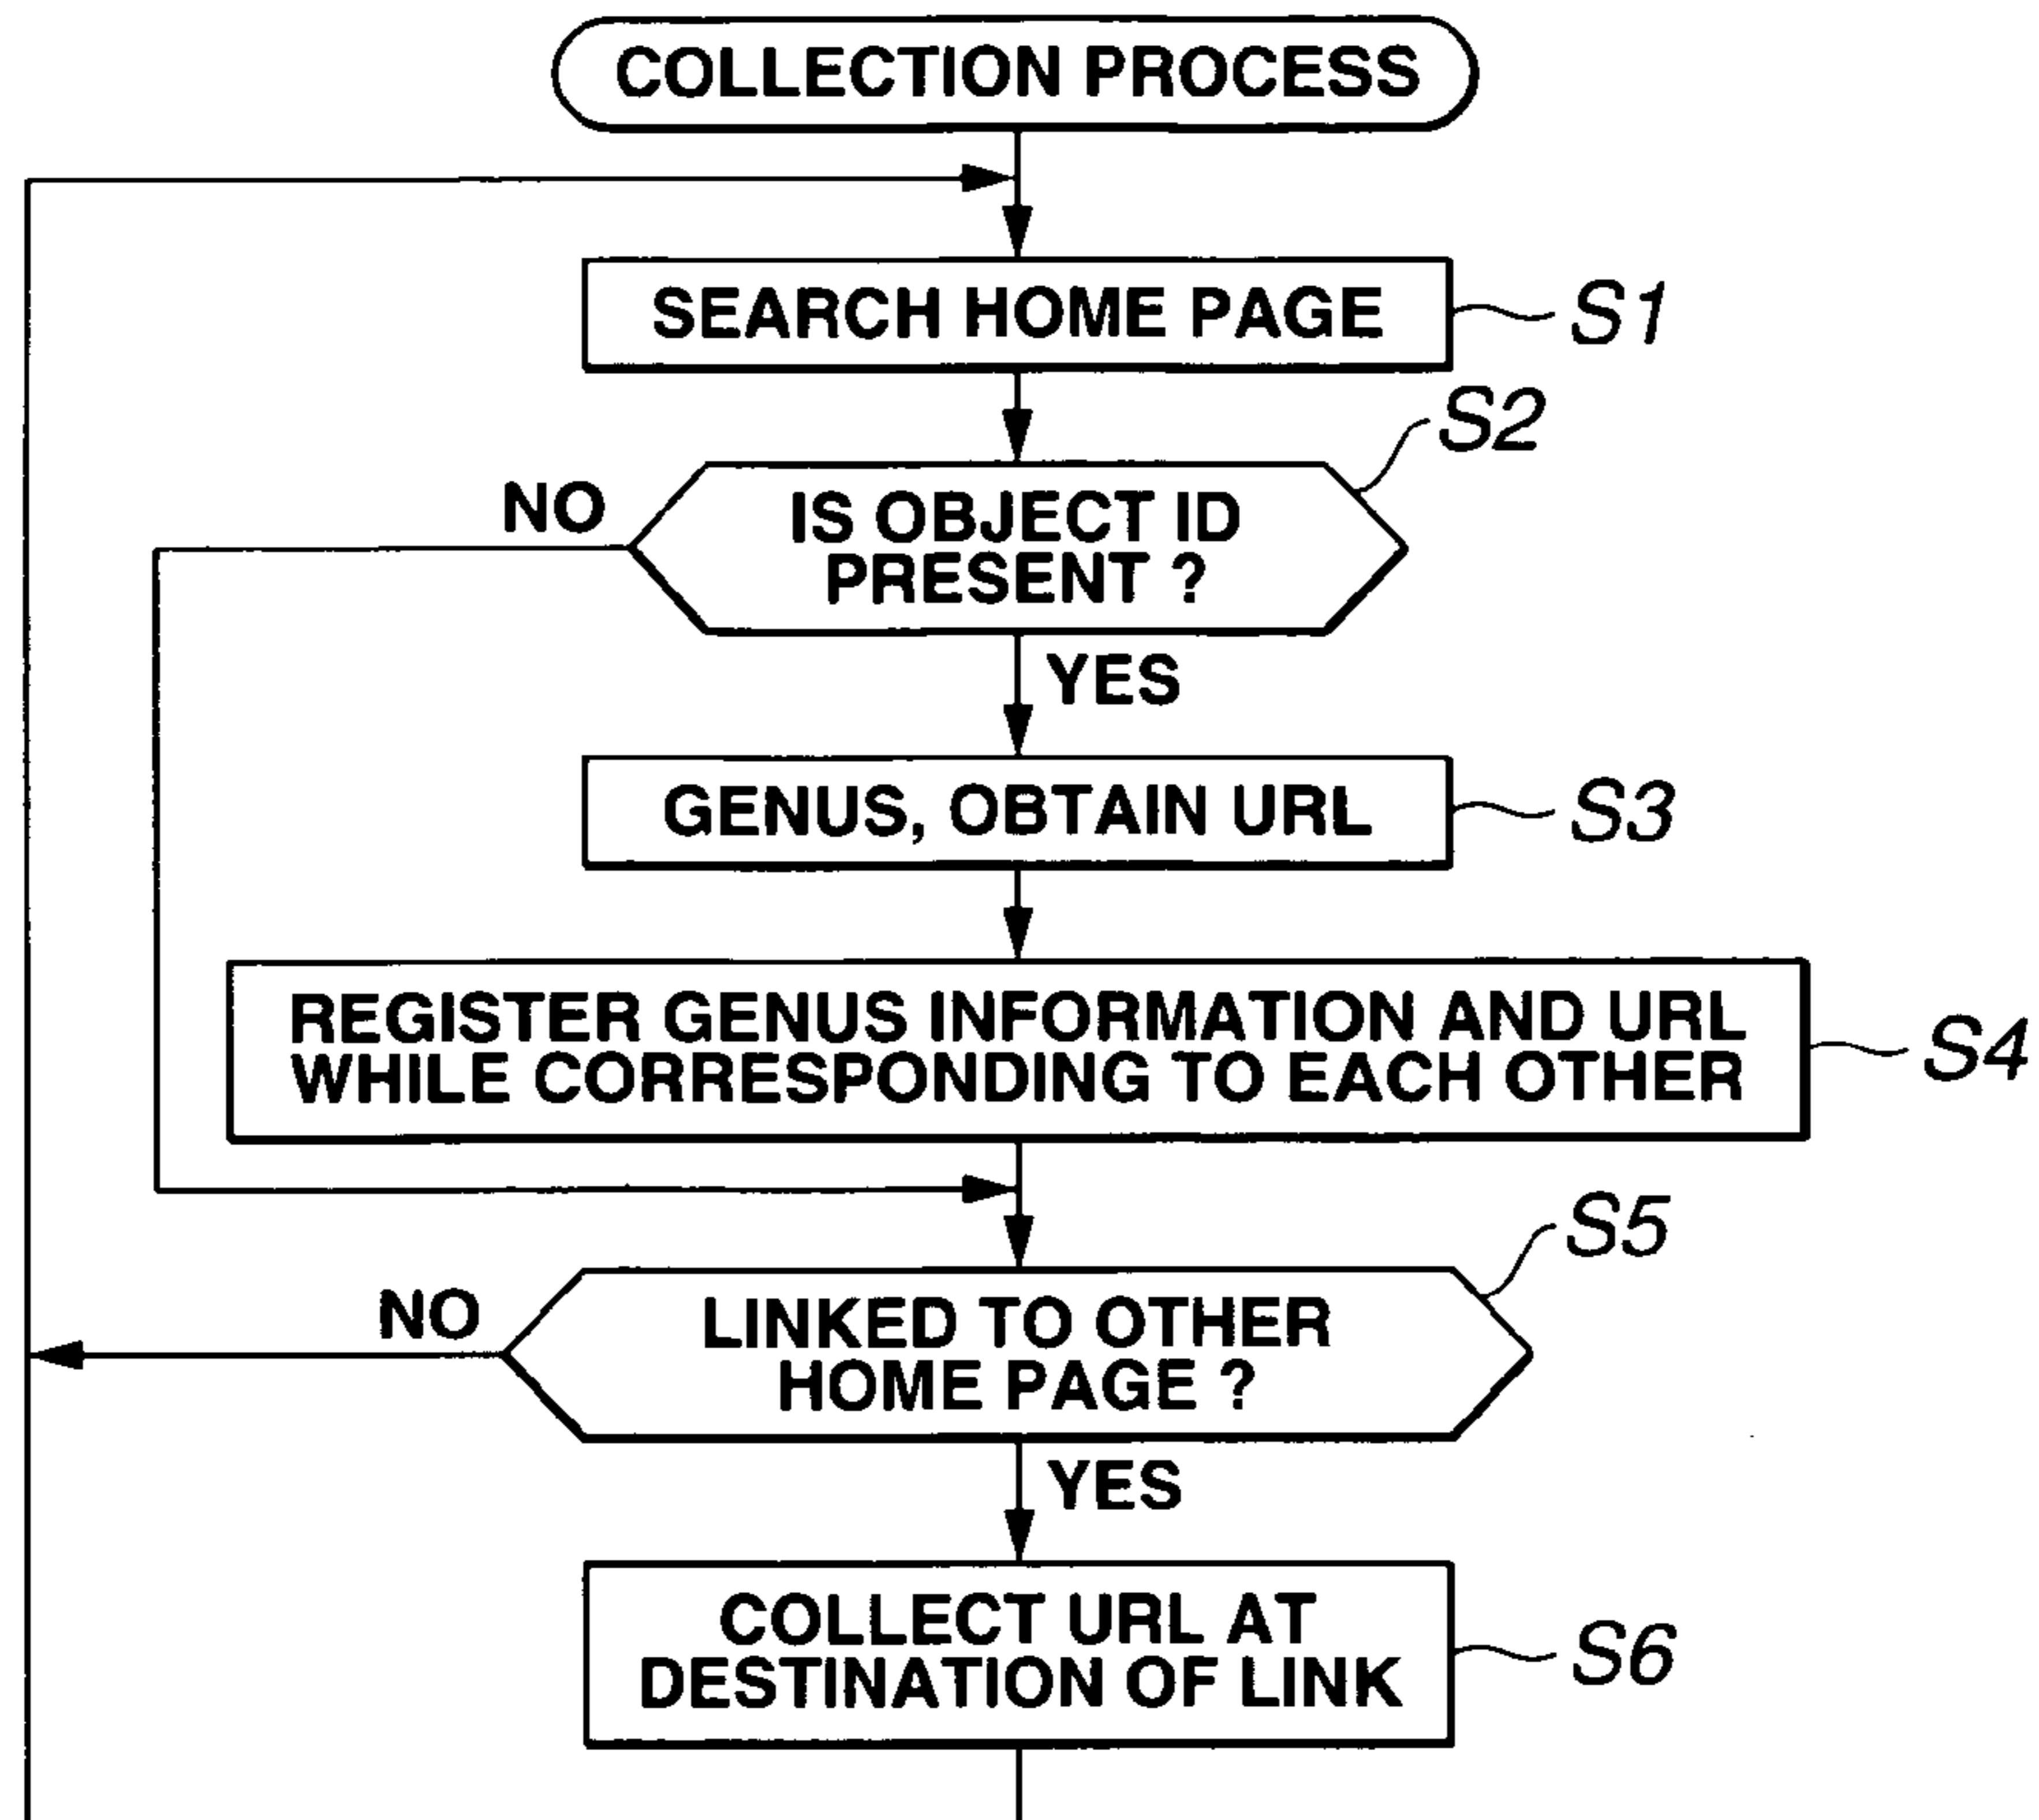 COLLECTION PROCESS
SEARCH HOME PAGE
S1
S2
NO
IS OBJECT ID
PRESENT ?
YES
GENUS, OBTAIN URL
S3
REGISTER GENUS INFORMATION AND URL
WHILE CORRESPONDING TO EACH OTHER
S4
S5
NO
LINKED TO OTHER
HOME PAGE ?
YES
COLLECT URL AT
DESTINATION OF LINK
S6